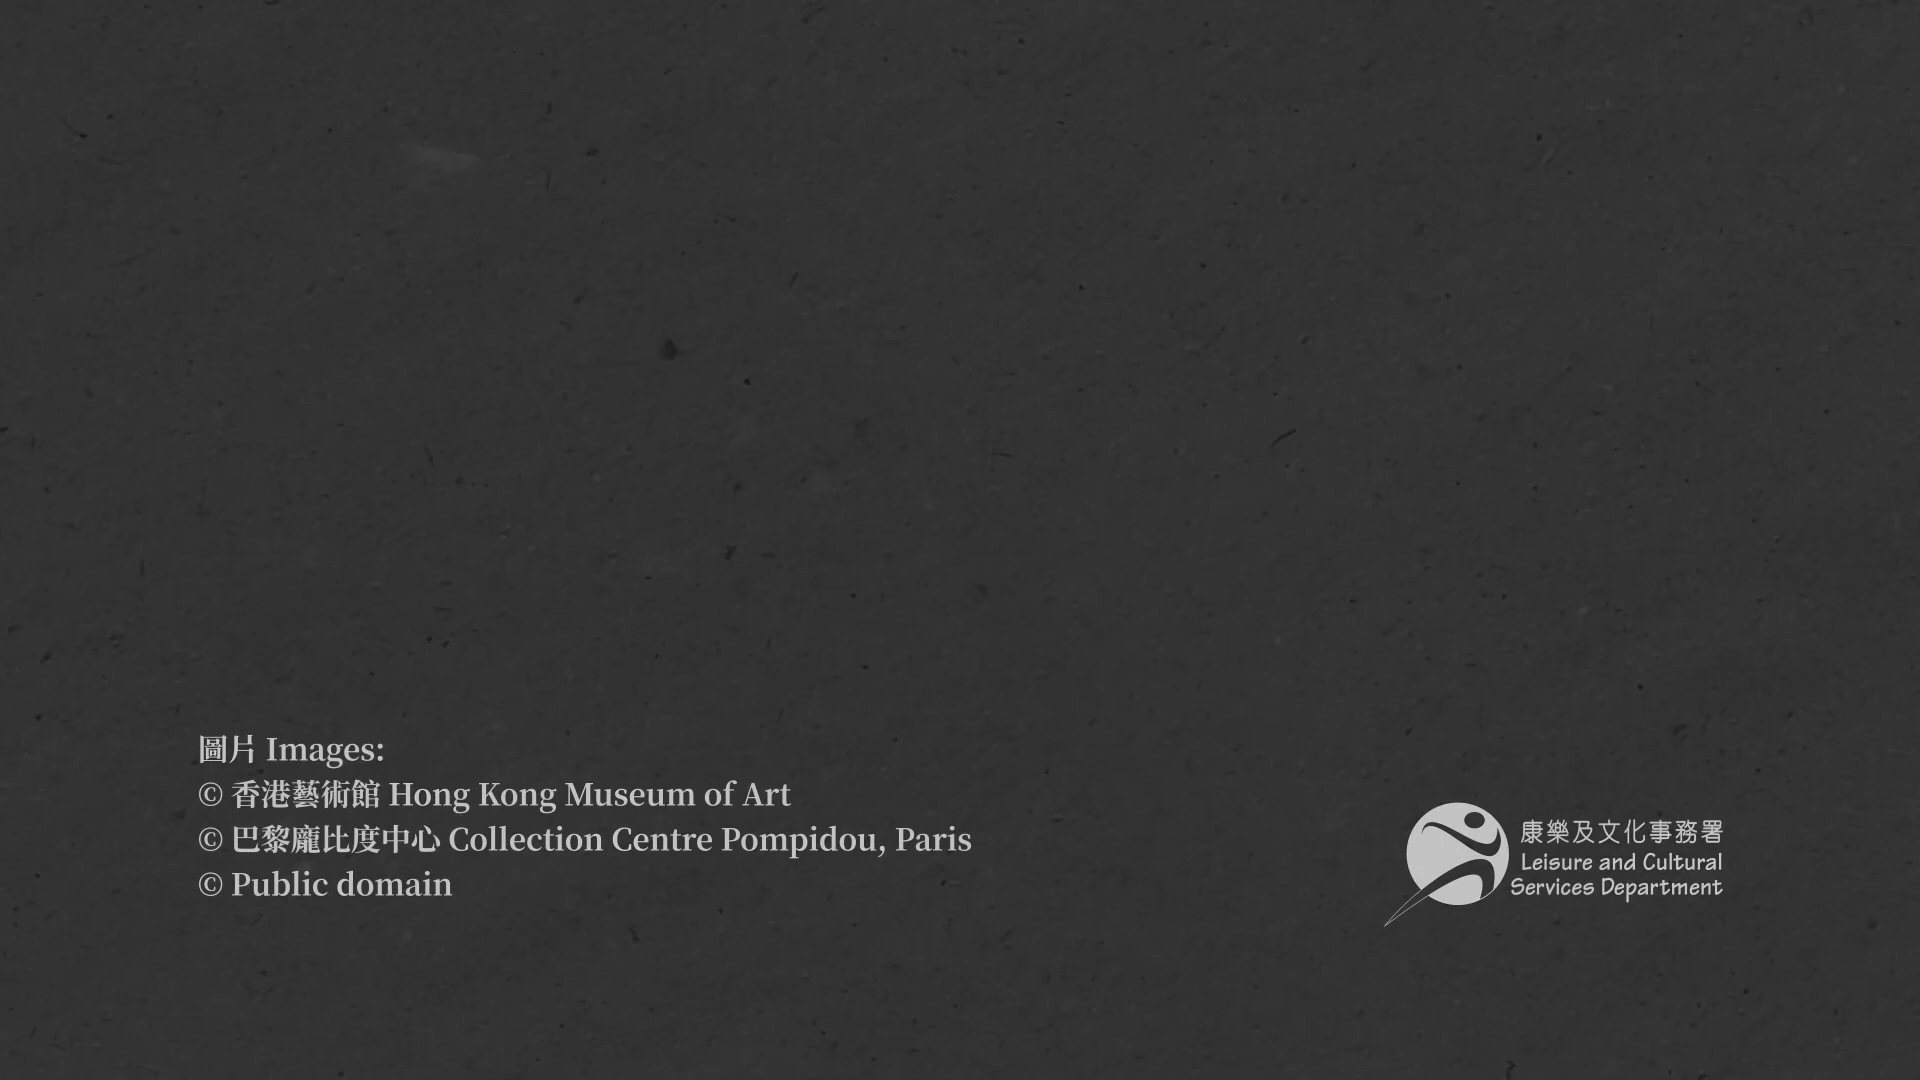 圖片 Images:
© 香港藝術館 Hong Kong Museum of Art
© 巴黎龐比度中心 Collection Centre Pompidou, Paris
© Public domain
康樂及文化事務署
Leisure and Cultural
Services Department